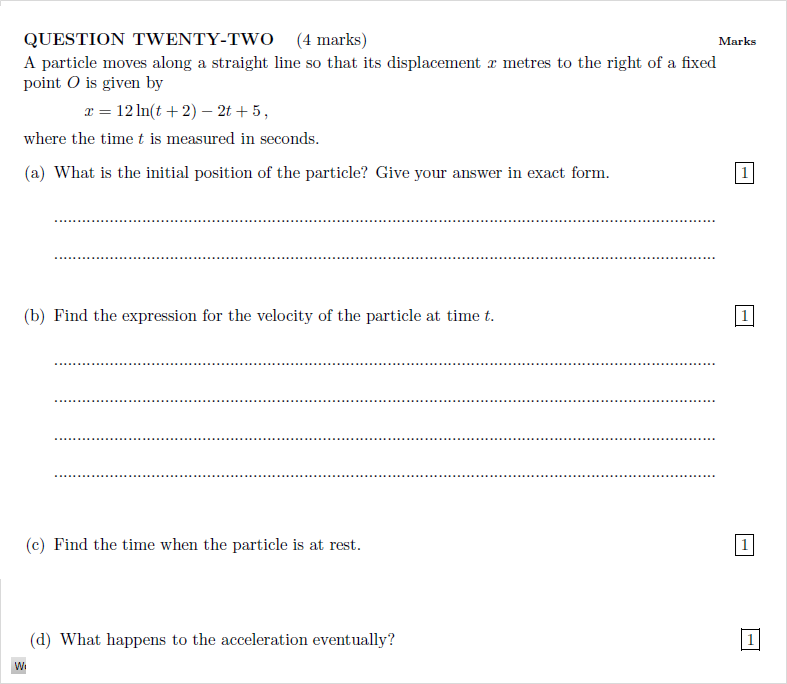 QUESTION TWENTY-TWO (4 marks) Marks
A particle moves along a straight line so that its displacement x metres to the right of a fixed
point O is given by
x = 12 ln(t + 2) − 2t + 5 ,
where the time t is measured in seconds.
(a) What is the initial position of the particle? Give your answer in exact form. 1
(b) Find the expression for the velocity of the particle at time t. 1
(c) Find the time when the particle is at rest. 1
(d) What happens to the acceleration eventually? 1